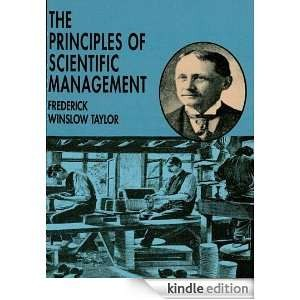 THE
PRINCIPLES OF
SCIENTIFIC
MANAGEMENT
FREDERICK
WINSLOW TAYLOR
kindle edition